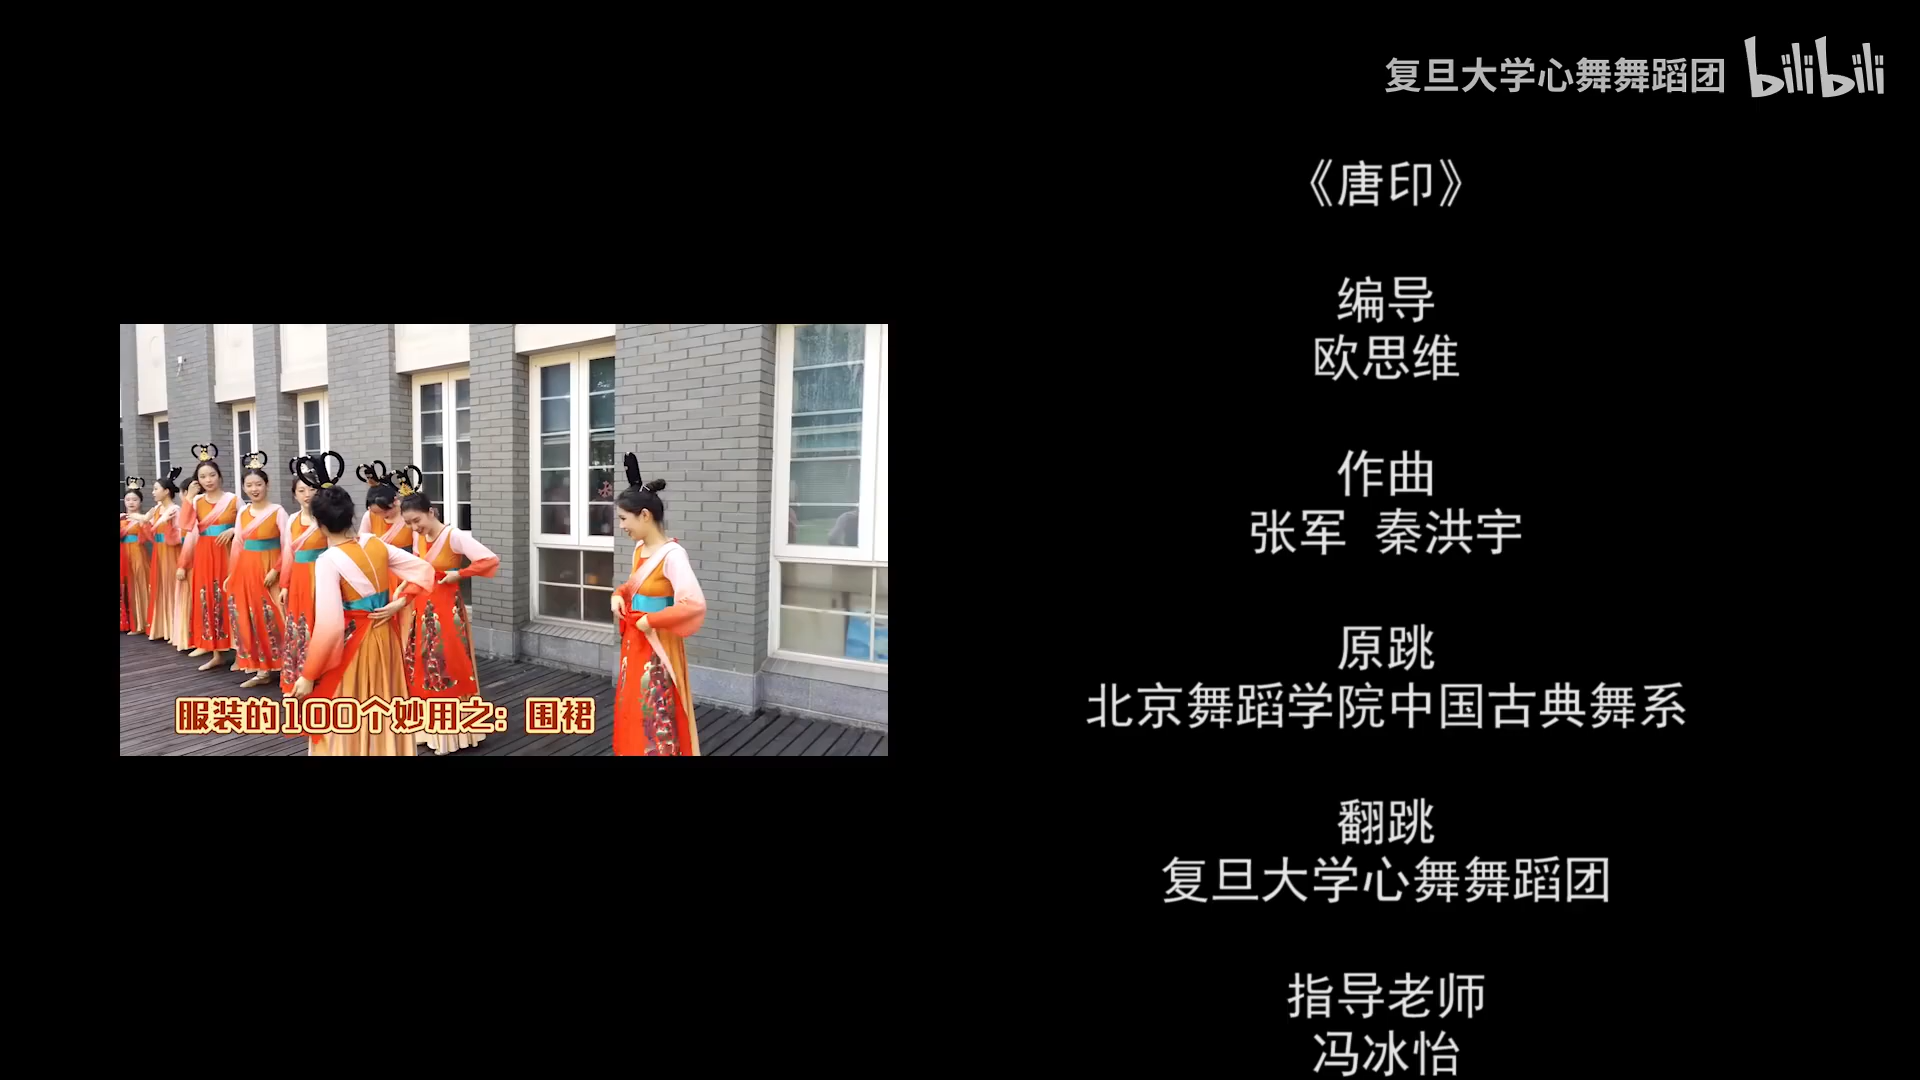 复旦大学心舞舞蹈团 bilibili
《唐印》
编导
欧思维
作曲
张军 秦洪宇
原跳
北京舞蹈学院中国古典舞系
翻跳
复旦大学心舞舞蹈团
指导老师
冯冰怡
服装的100个妙用之：围裙